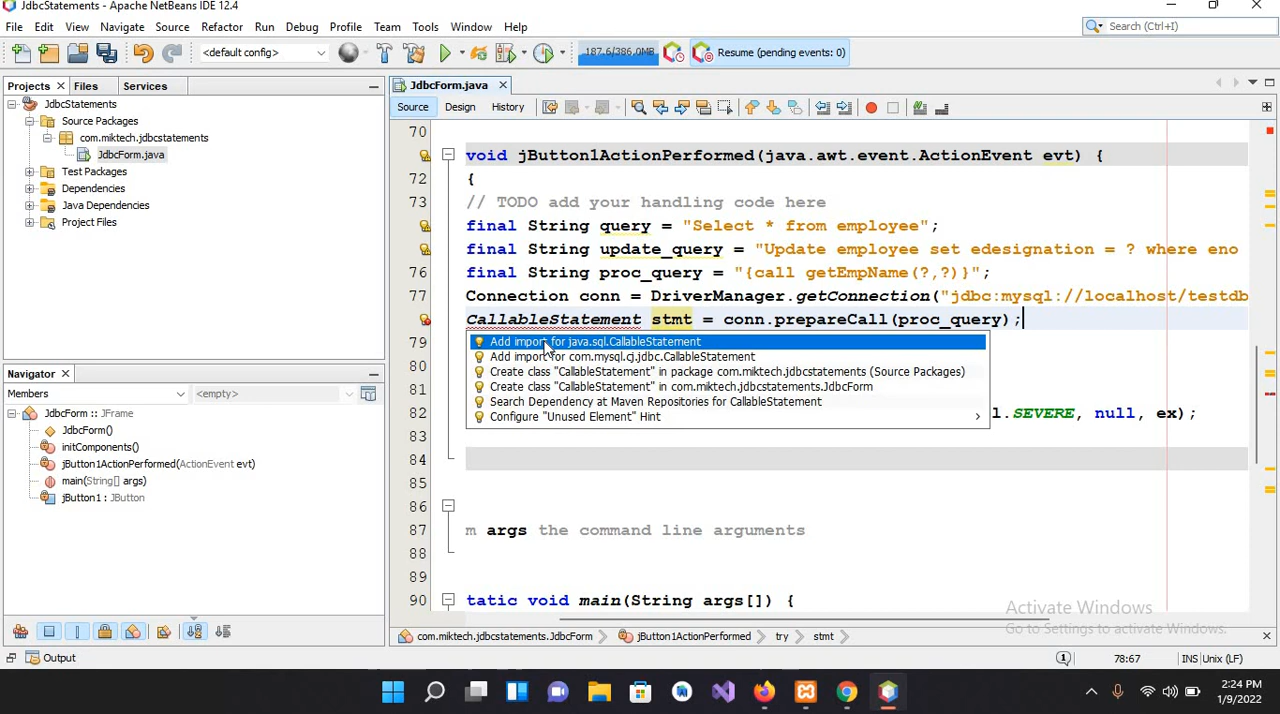 JdbcStatements - Apache NetBeans IDE 12.4
File Edit View Navigate Source Refactor Run Debug Profile Team Tools Window Help
Search (Ctrl+I)
<default config>
187.6/386.0MB
Resume (pending events: 0)
Projects Files Services
JdbcStatements
Source Packages
com.miktech.jdbcstatements
JdbcForm.java
Test Packages
Dependencies
Java Dependencies
Project Files
Navigator
Members <empty>
JdbcForm :: JFrame
JdbcForm()
initComponents()
jButton1ActionPerformed(ActionEvent evt)
main(String[] args)
jButton1 : JButton
JdbcForm.java
Source Design History
70
void jButton1ActionPerformed(java.awt.event.ActionEvent evt) {
72 {
73 // TODO add your handling code here
final String query = "Select * from employee";
final String update_query = "Update employee set edesignation = ? where eno
76 final String proc_query = "{call getEmpName(?,?)}";
77 Connection conn = DriverManager.getConnection("jdbc:mysql://localhost/testdb
CallableStatement stmt = conn.prepareCall(proc_query);
79 Add import for java.sql.CallableStatement
Add import for com.mysql.cj.jdbc.CallableStatement
80 Create class "CallableStatement" in package com.miktech.jdbcstatements (Source Packages)
81 Create class "CallableStatement" in com.miktech.jdbcstatements.JdbcForm
Search Dependency at Maven Repositories for CallableStatement
82 Configure "Unused Element" Hint l.SEVERE, null, ex);
83
84
85
86
87 m args the command line arguments
88
89
90 tatic void main(String args[]) {
Activate Windows
Go to Settings to activate Windows.
com.miktech.jdbcstatements.JdbcForm jButton1ActionPerformed try stmt
Output
1 78:67 INS Unix (LF)
2:24 PM
1/9/2022